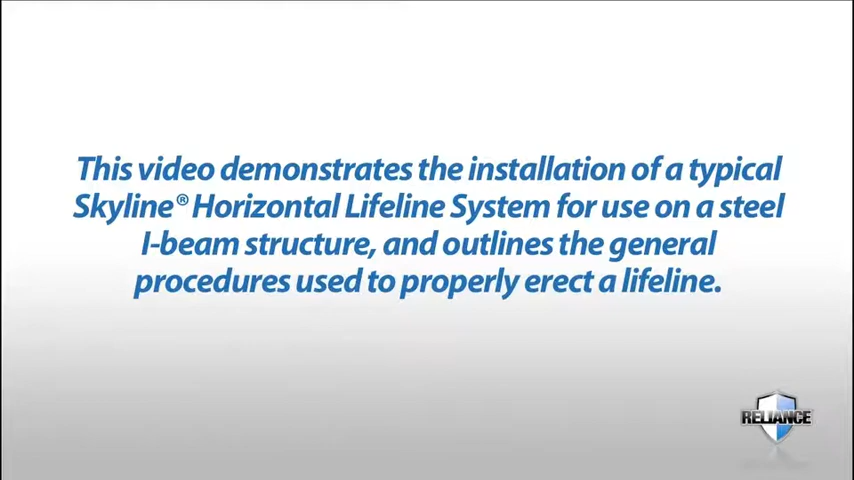 This video demonstrates the installation of a typical
Skyline® Horizontal Lifeline System for use on a steel
I-beam structure, and outlines the general
procedures used to properly erect a lifeline.
RELIANCE